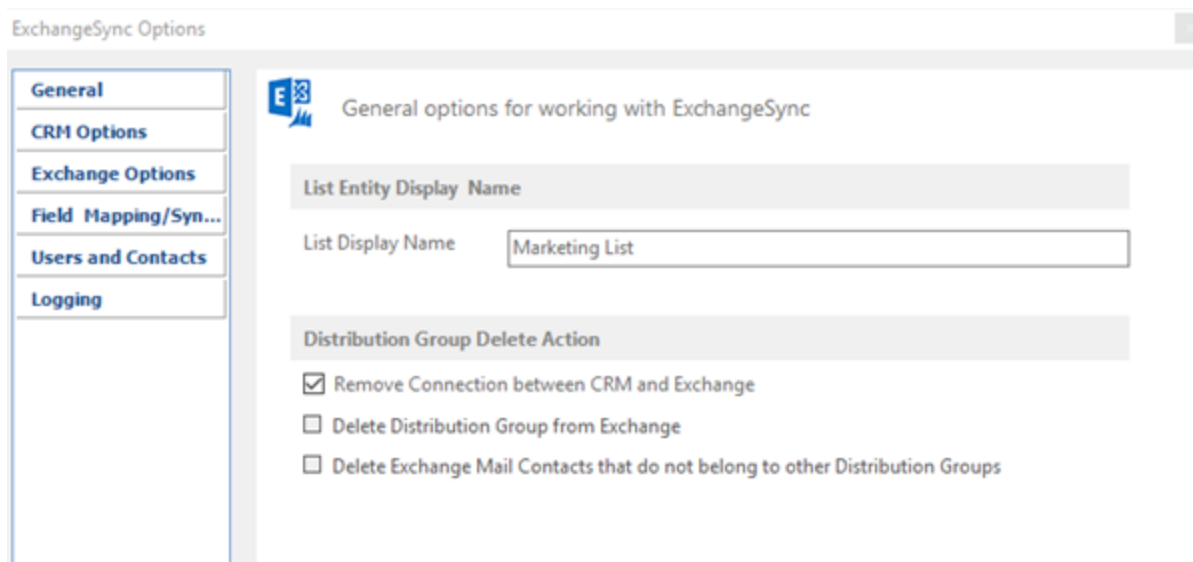 ExchangeSync Options
General
CRM Options
Exchange Options
Field Mapping/Syn...
Users and Contacts
Logging
General options for working with ExchangeSync
List Entity Display Name
List Display Name
Marketing List
Distribution Group Delete Action
Remove Connection between CRM and Exchange
Delete Distribution Group from Exchange
Delete Exchange Mail Contacts that do not belong to other Distribution Groups